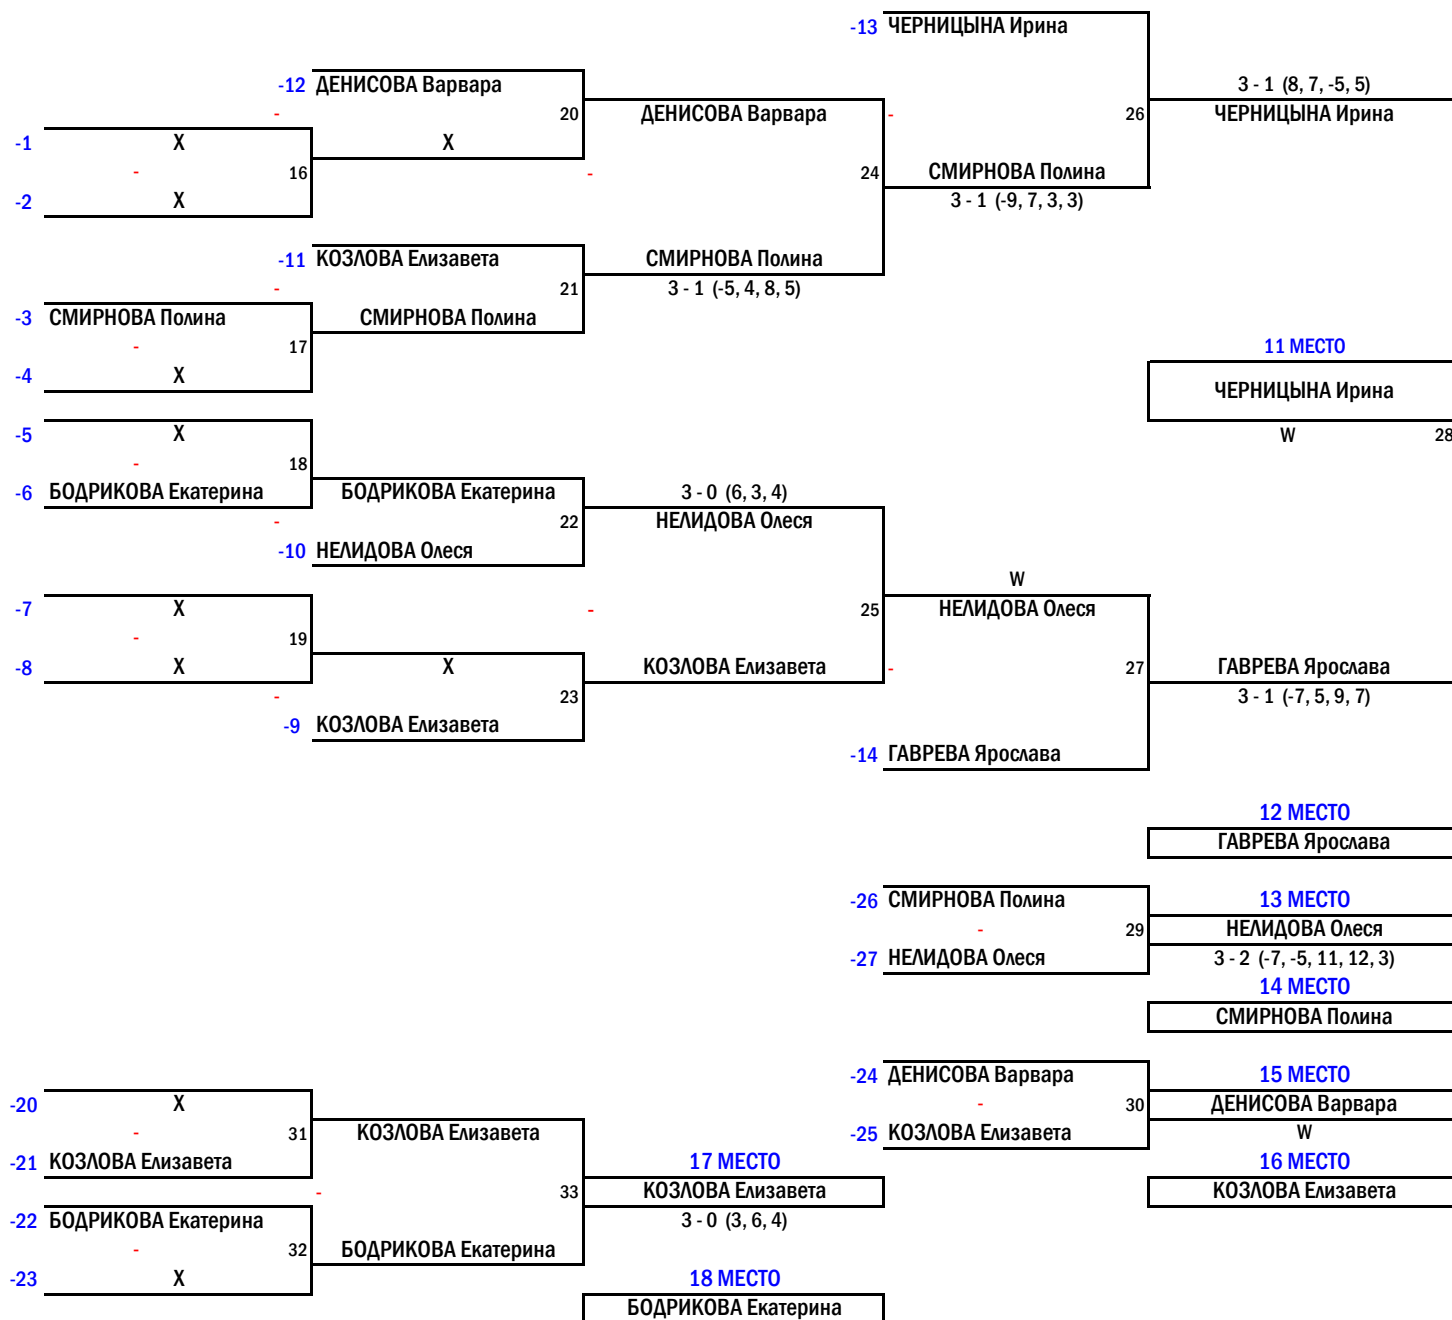 -13 ЧЕРНИЦЫНА Ирина
-12 ДЕНИСОВА Варвара
3 - 1 (8, 7, -5, 5)
- 20 ДЕНИСОВА Варвара - 26 ЧЕРНИЦЫНА Ирина
-1 X X
- 16 - 24 СМИРНОВА Полина
-2 X 3 - 1 (-9, 7, 3, 3)
-11 КОЗЛОВА Елизавета СМИРНОВА Полина
- 21 3 - 1 (-5, 4, 8, 5)
-3 СМИРНОВА Полина СМИРНОВА Полина
- 17 11 МЕСТО
-4 X
ЧЕРНИЦЫНА Ирина
-5 X W 28
- 18
-6 БОДРИКОВА Екатерина БОДРИКОВА Екатерина 3 - 0 (6, 3, 4)
- 22 НЕЛИДОВА Олеся
-10 НЕЛИДОВА Олеся
W
-7 X - 25 НЕЛИДОВА Олеся
- 19
-8 X X КОЗЛОВА Елизавета - 27 ГАВРЕВА Ярослава
- 23 3 - 1 (-7, 5, 9, 7)
-9 КОЗЛОВА Елизавета
-14 ГАВРЕВА Ярослава
12 МЕСТО
ГАВРЕВА Ярослава
-26 СМИРНОВА Полина 13 МЕСТО
- 29 НЕЛИДОВА Олеся
-27 НЕЛИДОВА Олеся 3 - 2 (-7, -5, 11, 12, 3)
14 МЕСТО
СМИРНОВА Полина
-24 ДЕНИСОВА Варвара 15 МЕСТО
-20 X - 30 ДЕНИСОВА Варвара
- 31 КОЗЛОВА Елизавета -25 КОЗЛОВА Елизавета W
-21 КОЗЛОВА Елизавета 17 МЕСТО 16 МЕСТО
- 33 КОЗЛОВА Елизавета КОЗЛОВА Елизавета
-22 БОДРИКОВА Екатерина 3 - 0 (3, 6, 4)
- 32 БОДРИКОВА Екатерина
-23 X 18 МЕСТО
БОДРИКОВА Екатерина